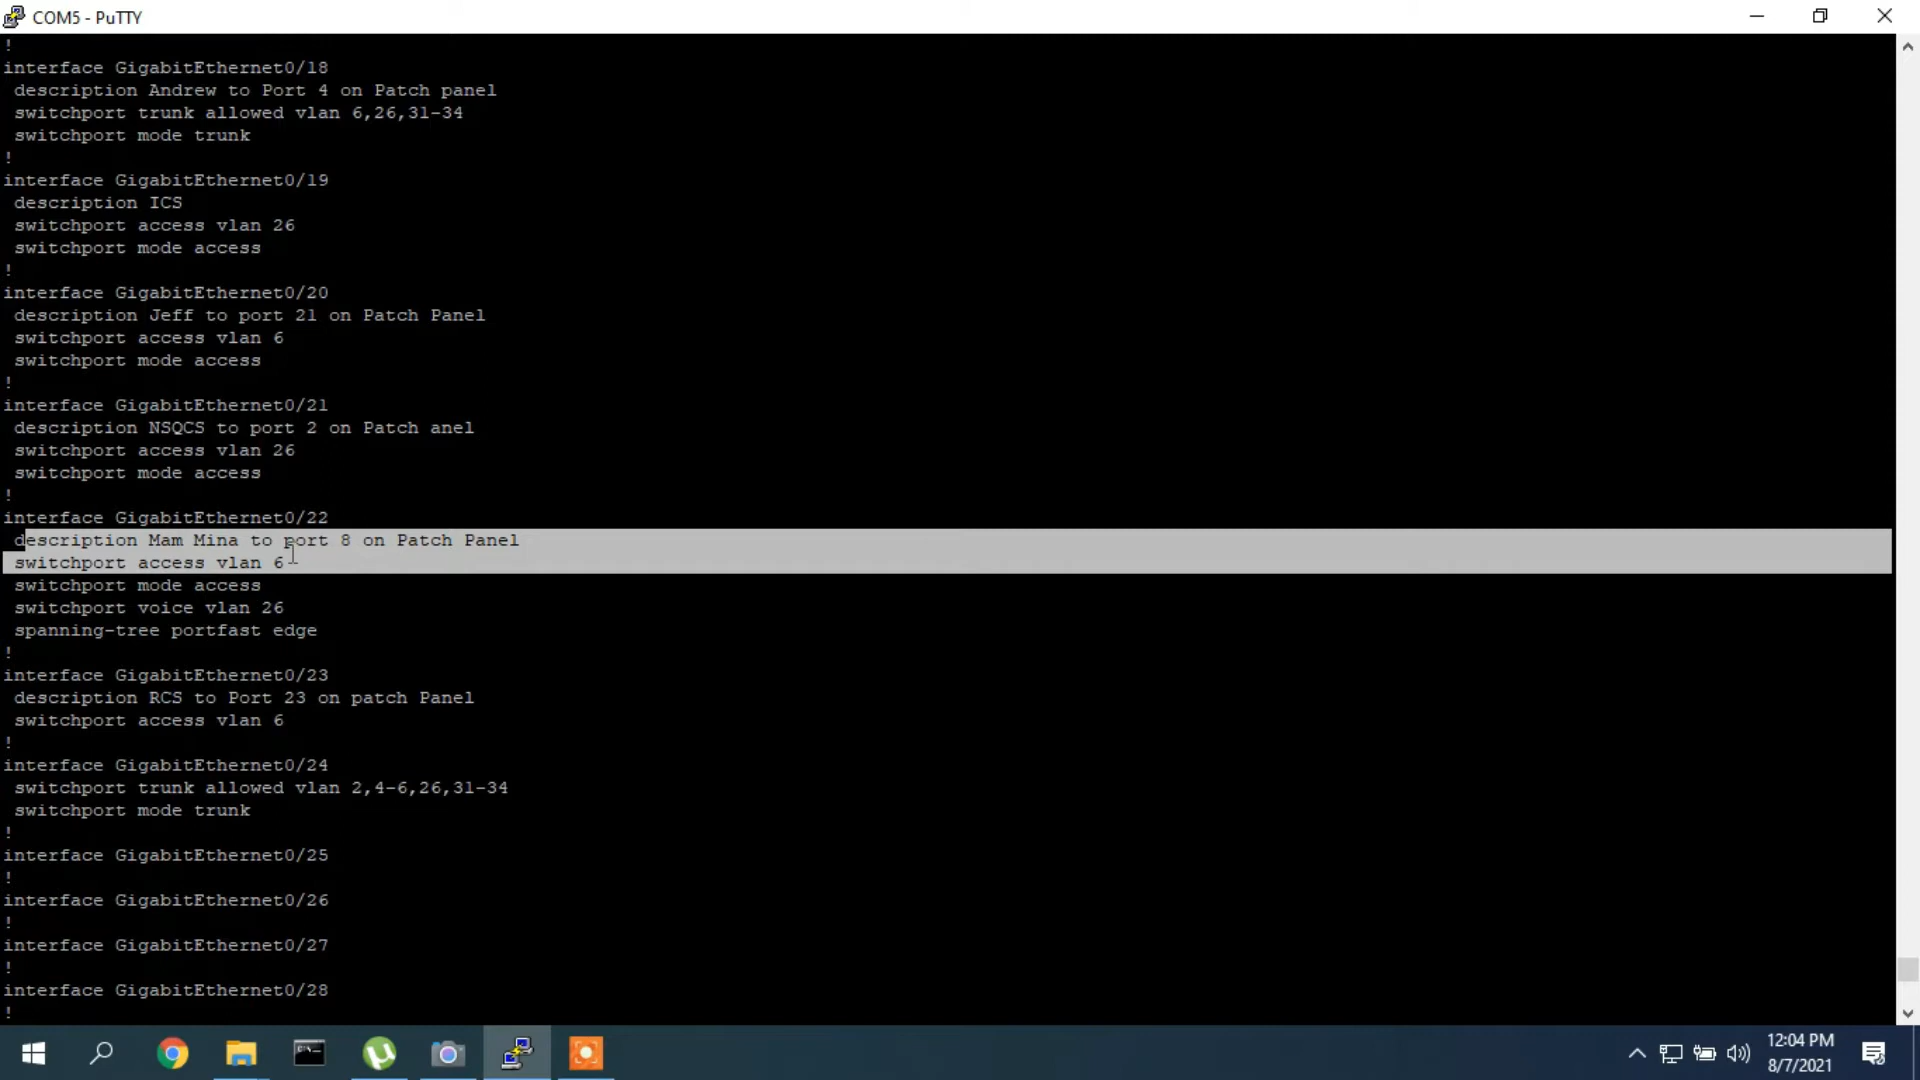 COM5 - PuTTY
!
interface GigabitEthernet0/18
description Andrew to Port 4 on Patch panel
switchport trunk allowed vlan 6,26,31-34
switchport mode trunk
!
interface GigabitEthernet0/19
description ICS
switchport access vlan 26
switchport mode access
!
interface GigabitEthernet0/20
description Jeff to port 21 on Patch Panel
switchport access vlan 6
switchport mode access
!
interface GigabitEthernet0/21
description NSQCS to port 2 on Patch anel
switchport access vlan 26
switchport mode access
!
interface GigabitEthernet0/22
description Mam Mina to port 8 on Patch Panel
switchport access vlan 6
switchport mode access
switchport voice vlan 26
spanning-tree portfast edge
!
interface GigabitEthernet0/23
description RCS to Port 23 on patch Panel
switchport access vlan 6
!
interface GigabitEthernet0/24
switchport trunk allowed vlan 2,4-6,26,31-34
switchport mode trunk
!
interface GigabitEthernet0/25
!
interface GigabitEthernet0/26
!
interface GigabitEthernet0/27
!
interface GigabitEthernet0/28
!
12:04 PM
8/7/2021